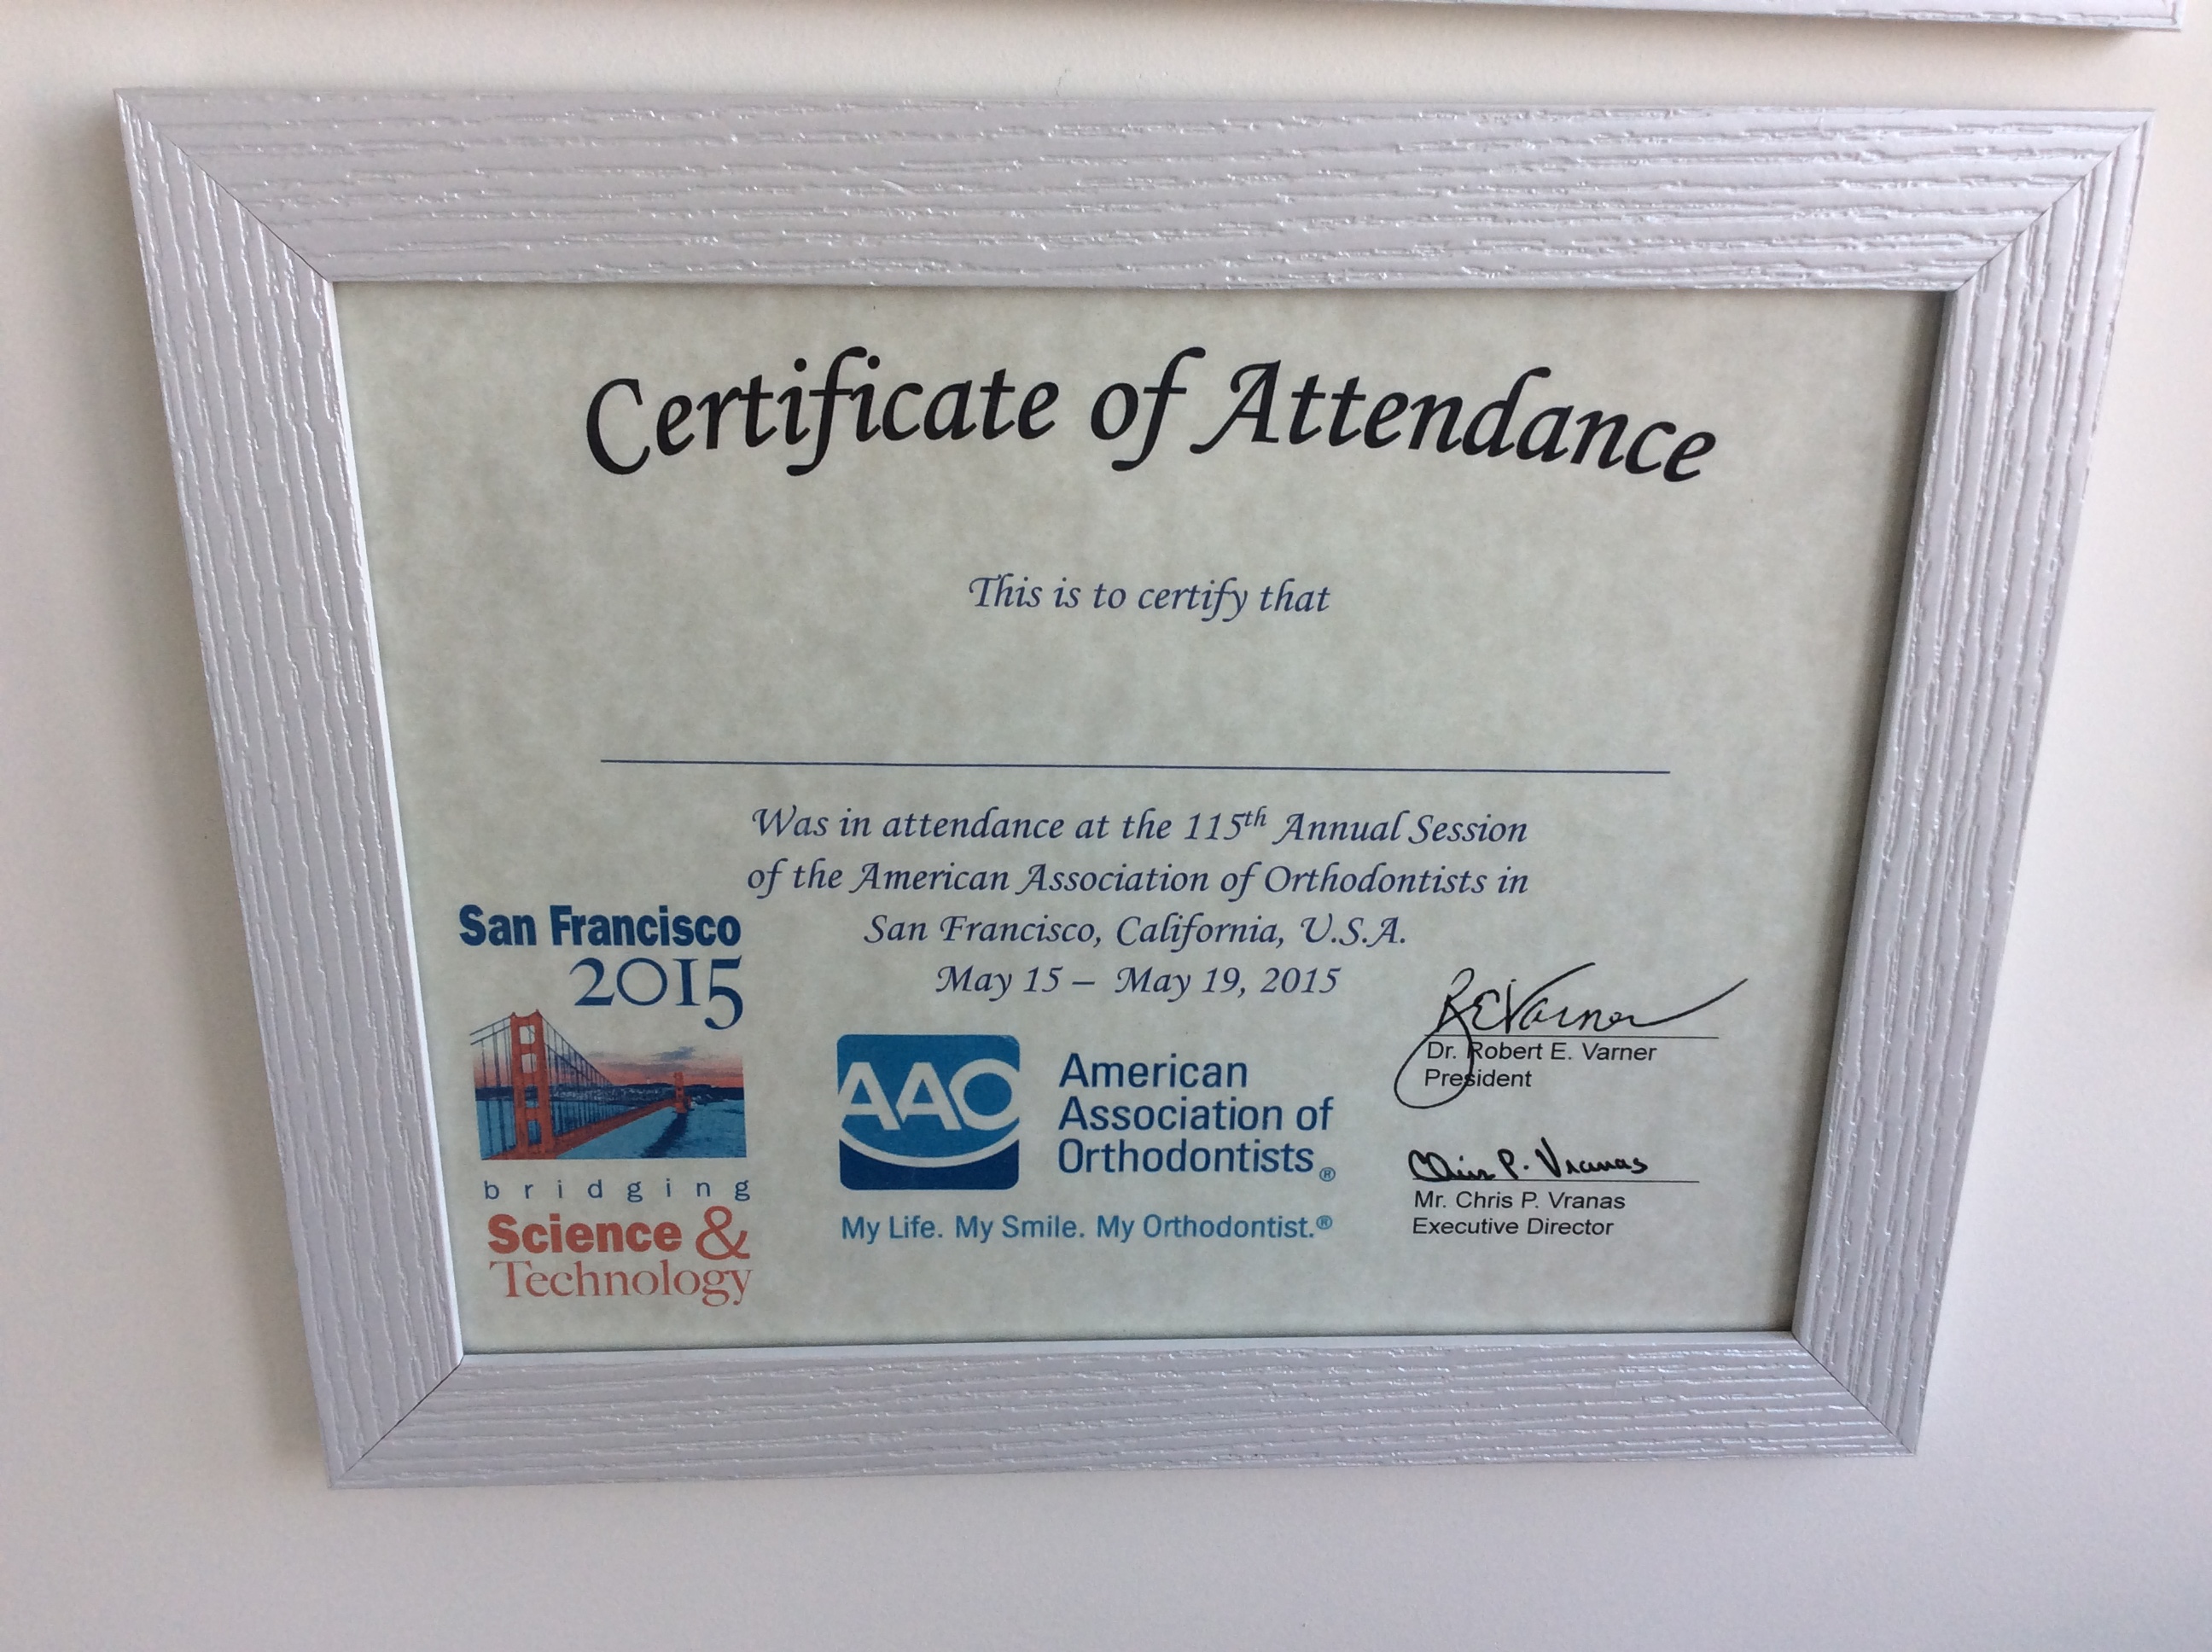 Certificate of Attendance
This is to certify that
Was in attendance at the 115th Annual Session
of the American Association of Orthodontists in
San Francisco, California, U.S.A.
May 15 – May 19, 2015
San Francisco
2015
bridging
Science &
Technology
AAO
American
Association of
Orthodontists®
My Life. My Smile. My Orthodontist.®
RE Varner
Dr. Robert E. Varner
President
Chris P. Vranas
Mr. Chris P. Vranas
Executive Director